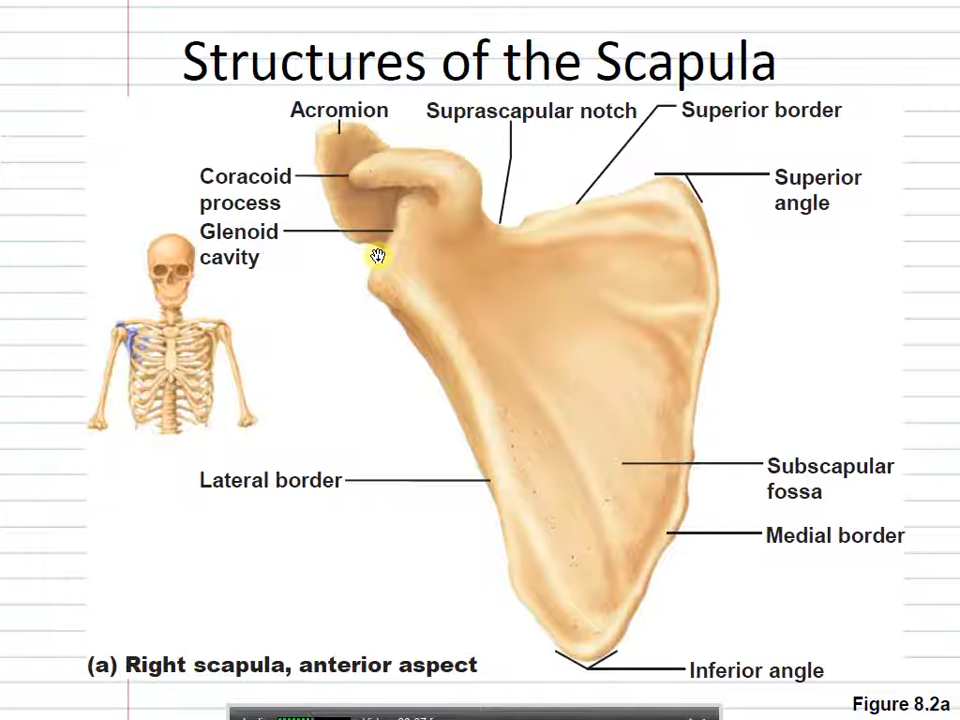 Structures of the Scapula
Acromion
Suprascapular notch
Superior border
Coracoid
process
Superior
angle
Glenoid
cavity
Lateral border
Subscapular
fossa
Medial border
(a) Right scapula, anterior aspect
Inferior angle
Figure 8.2a